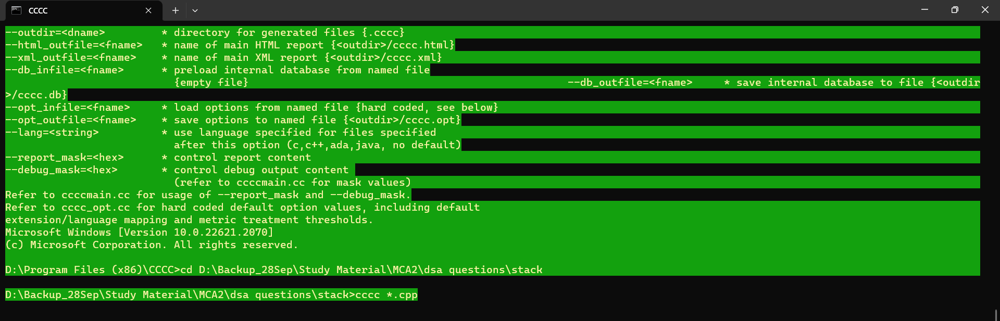 CCCC
--outdir=<dname>         * directory for generated files {.cccc}
--html_outfile=<fname>   * name of main HTML report {<outdir>/cccc.html}
--xml_outfile=<fname>    * name of main XML report {<outdir>/cccc.xml}
--db_infile=<fname>      * preload internal database from named file
                           {empty file}                                                   --db_outfile=<fname>     * save internal database to file {<outdir
>/cccc.db}
--opt_infile=<fname>     * load options from named file {hard coded, see below}
--opt_outfile=<fname>    * save options to named file {<outdir>/cccc.opt}
--lang=<string>          * use language specified for files specified
                           after this option (c,c++,ada,java, no default)
--report_mask=<hex>      * control report content
--debug_mask=<hex>       * control debug output content
                           (refer to ccccmain.cc for mask values)
Refer to ccccmain.cc for usage of --report_mask and --debug_mask.
Refer to cccc_opt.cc for hard coded default option values, including default
extension/language mapping and metric treatment thresholds.
Microsoft Windows [Version 10.0.22621.2070]
(c) Microsoft Corporation. All rights reserved.
D:\Program Files (x86)\CCCC>cd D:\Backup_28Sep\Study Material\MCA2\dsa questions\stack
D:\Backup_28Sep\Study Material\MCA2\dsa questions\stack>cccc *.cpp